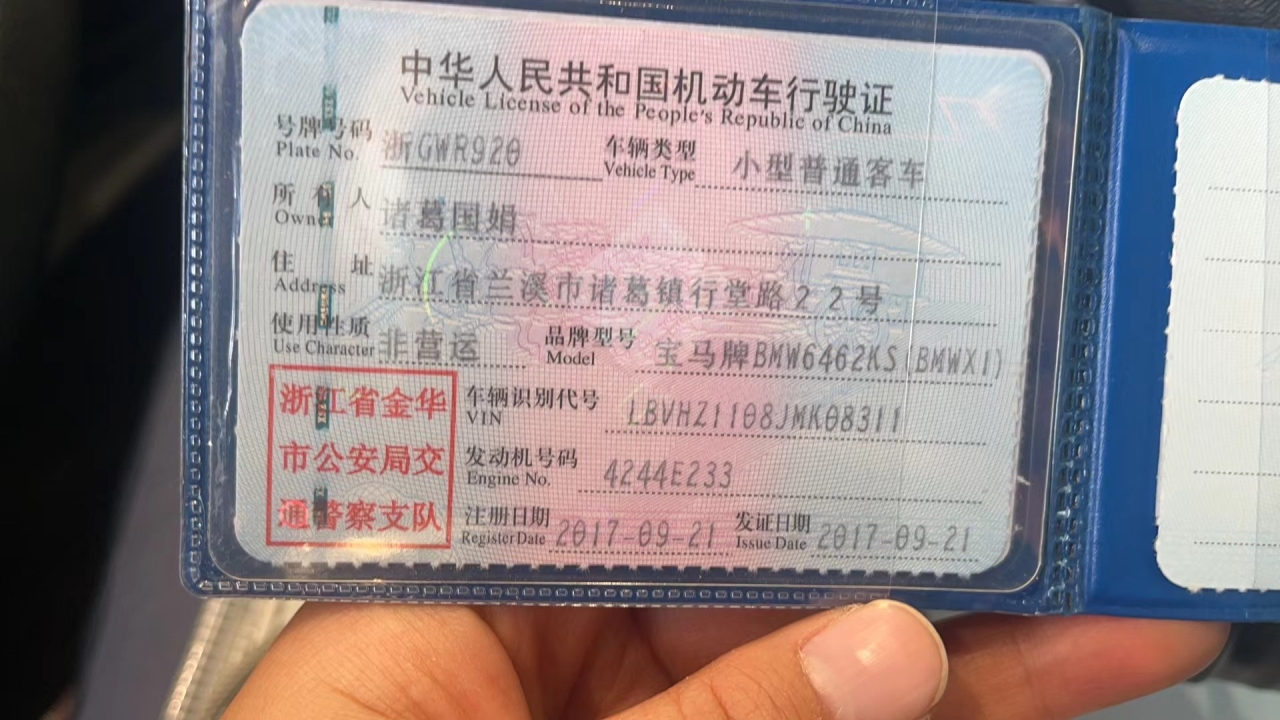 中华人民共和国机动车行驶证
Vehicle License of the People's Republic of China
号牌号码 浙GWR920 车辆类型 小型普通客车
Plate No. Vehicle Type
所有人 诸葛国娟
Owner
住址 浙江省兰溪市诸葛镇行堂路22号
Address
使用性质 非营运 品牌型号 宝马牌BMW6462KS(BMWX1)
Use Character Model
浙江省金华
市公安局交
通警察支队
车辆识别代号 LBVHZ1108JMK08311
VIN
发动机号码 4244E233
Engine No.
注册日期 2017-09-21 发证日期 2017-09-21
Register Date Issue Date